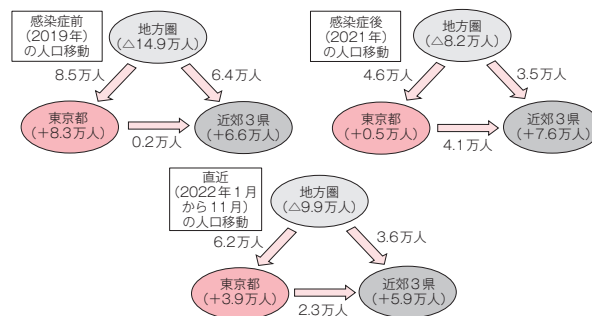 感染症前
（2019年）
の人口移動
地方圏
（△14.9万人）
8.5万人
6.4万人
東京都
（+8.3万人）
0.2万人
近郊3県
（+6.6万人）
感染症後
（2021年）
の人口移動
地方圏
（△8.2万人）
4.6万人
3.5万人
東京都
（+0.5万人）
4.1万人
近郊3県
（+7.6万人）
直近
（2022年1月
から11月）
の人口移動
地方圏
（△9.9万人）
6.2万人
3.6万人
東京都
（+3.9万人）
2.3万人
近郊3県
（+5.9万人）